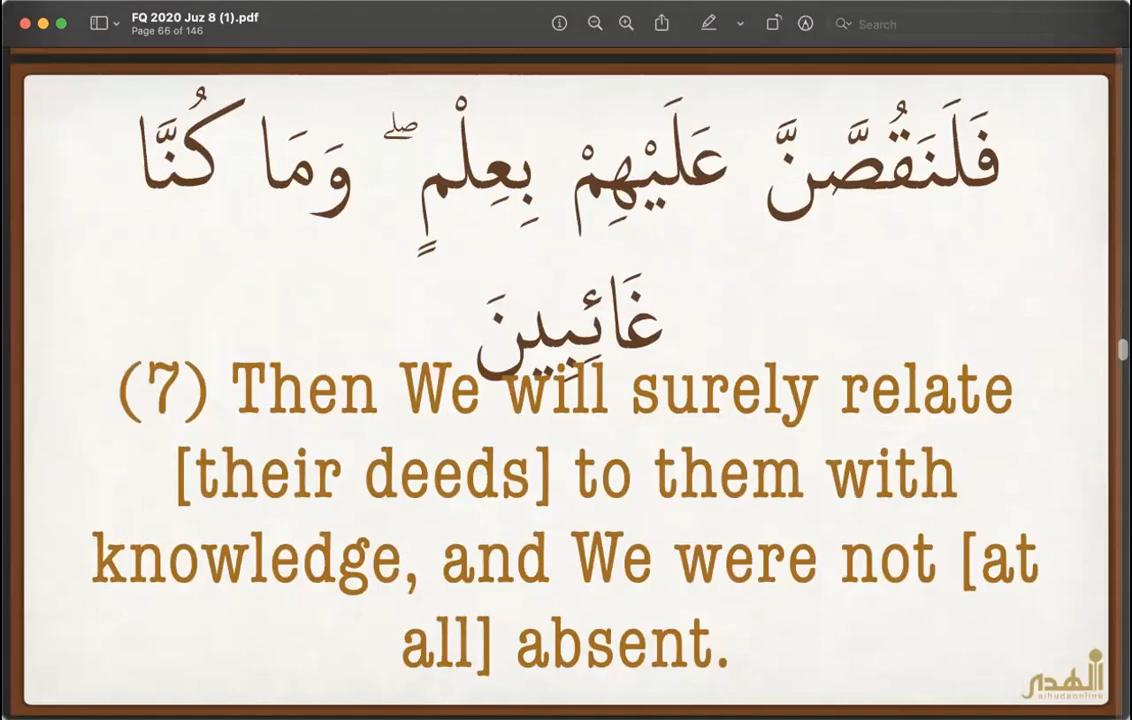 FQ 2020 Juz 8 (1).pdf
Page 66 of 146
Search
فَلَنَقُصَّنَّ عَلَيْهِمْ بِعِلْمٍ ۖ وَمَا كُنَّا
غَائِبِينَ
(7) Then We will surely relate
[their deeds] to them with
knowledge, and We were not [at
all] absent.
الهدى
alhudaonline